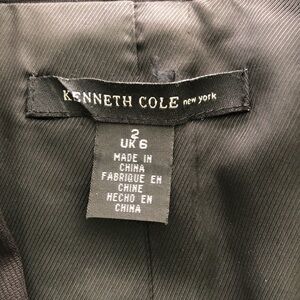 KENNETH COLE new york
2
UK 6
MADE IN
CHINA
FABRIQUE EN
CHINE
HECHO EN
CHINA